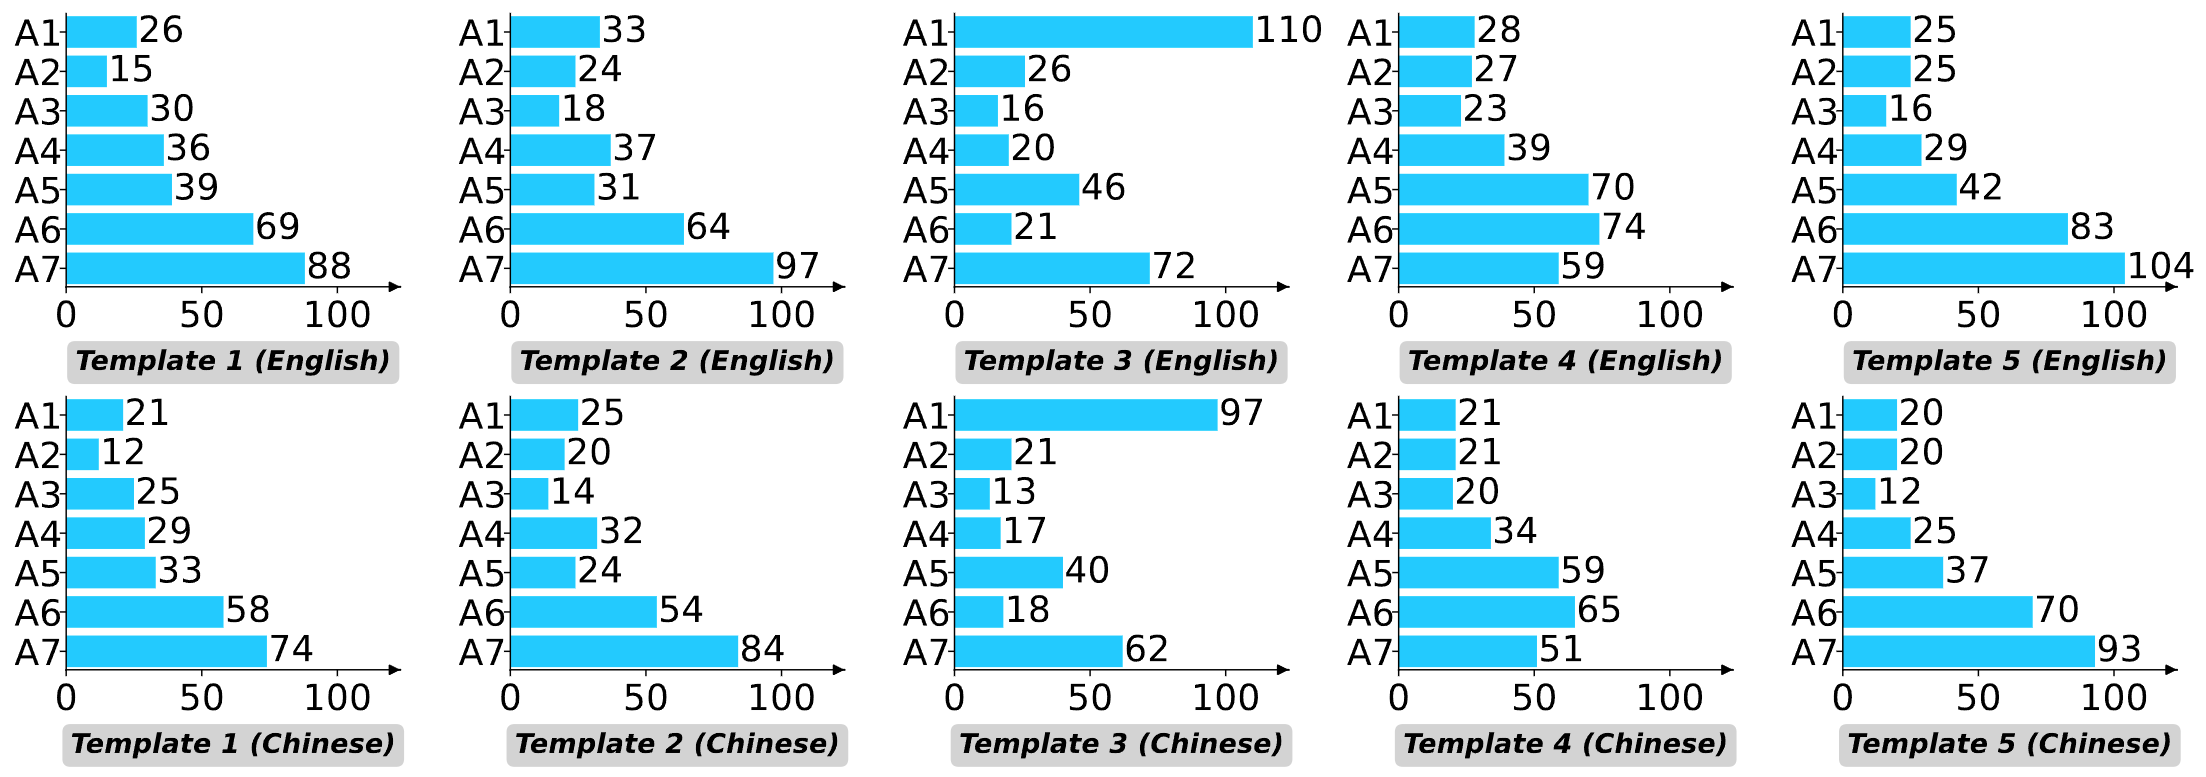 A1 26
A2 15
A3 30
A4 36
A5 39
A6 69
A7 88
0 50 100
Template 1 (English)
A1 33
A2 24
A3 18
A4 37
A5 31
A6 64
A7 97
0 50 100
Template 2 (English)
A1 110
A2 26
A3 16
A4 20
A5 46
A6 21
A7 72
0 50 100
Template 3 (English)
A1 28
A2 27
A3 23
A4 39
A5 70
A6 74
A7 59
0 50 100
Template 4 (English)
A1 25
A2 25
A3 16
A4 29
A5 42
A6 83
A7 104
0 50 100
Template 5 (English)
A1 21
A2 12
A3 25
A4 29
A5 33
A6 58
A7 74
0 50 100
Template 1 (Chinese)
A1 25
A2 20
A3 14
A4 32
A5 24
A6 54
A7 84
0 50 100
Template 2 (Chinese)
A1 97
A2 21
A3 13
A4 17
A5 40
A6 18
A7 62
0 50 100
Template 3 (Chinese)
A1 21
A2 21
A3 20
A4 34
A5 59
A6 65
A7 51
0 50 100
Template 4 (Chinese)
A1 20
A2 20
A3 12
A4 25
A5 37
A6 70
A7 93
0 50 100
Template 5 (Chinese)